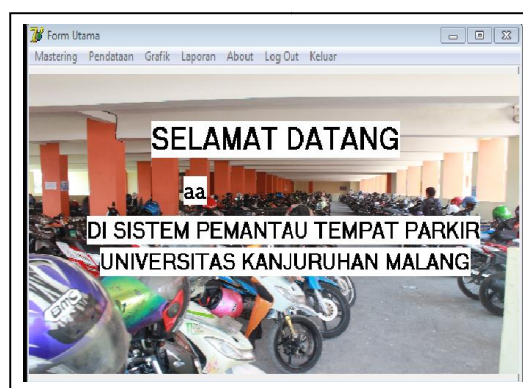 Form Utama
Mastering Pendataan Grafik Laporan About Log Out Keluar
SELAMAT DATANG
aa
DI SISTEM PEMANTAU TEMPAT PARKIR
UNIVERSITAS KANJURUHAN MALANG